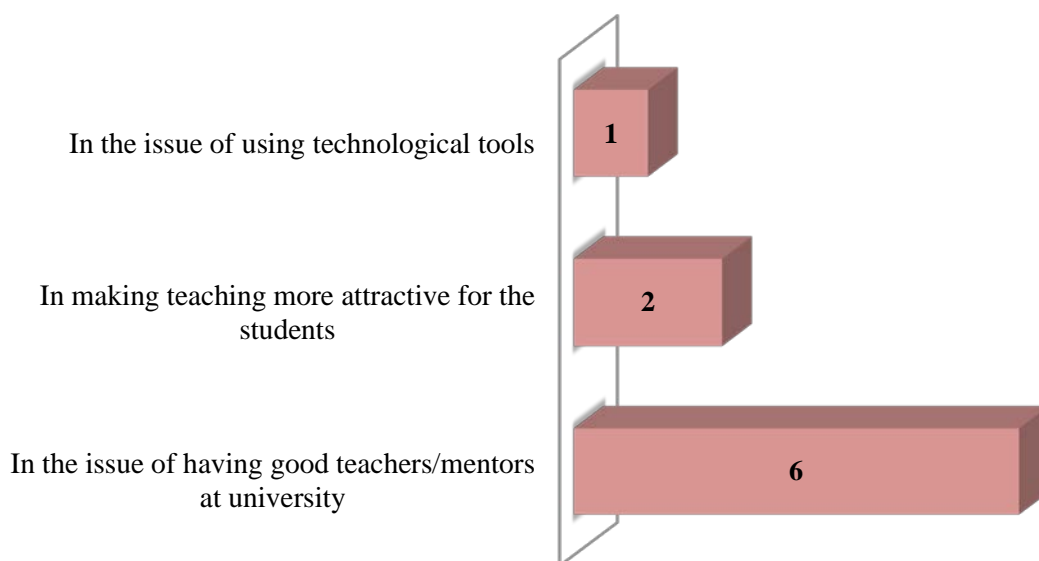 In the issue of using technological tools
1
In making teaching more attractive for the
students
2
In the issue of having good teachers/mentors
at university
6